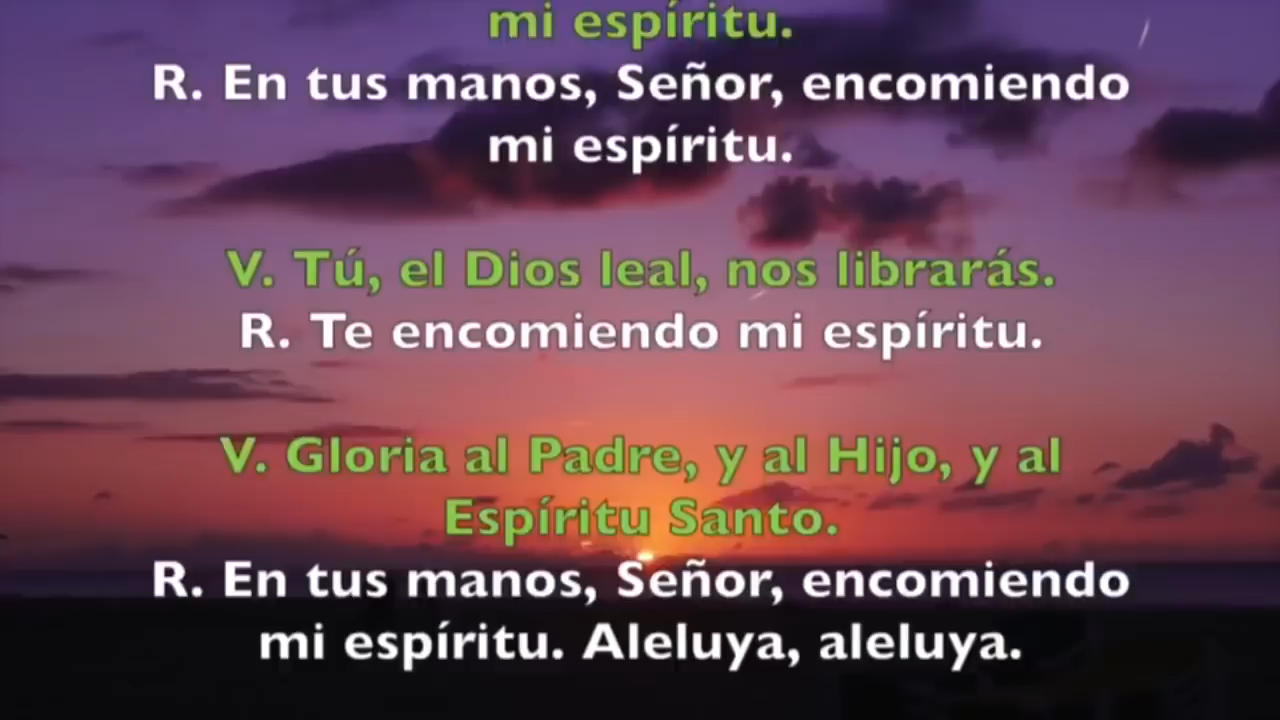 mi espíritu.
R. En tus manos, Señor, encomiendo
mi espíritu.
V. Tú, el Dios leal, nos librarás.
R. Te encomiendo mi espíritu.
V. Gloria al Padre, y al Hijo, y al
Espíritu Santo.
R. En tus manos, Señor, encomiendo
mi espíritu. Aleluya, aleluya.